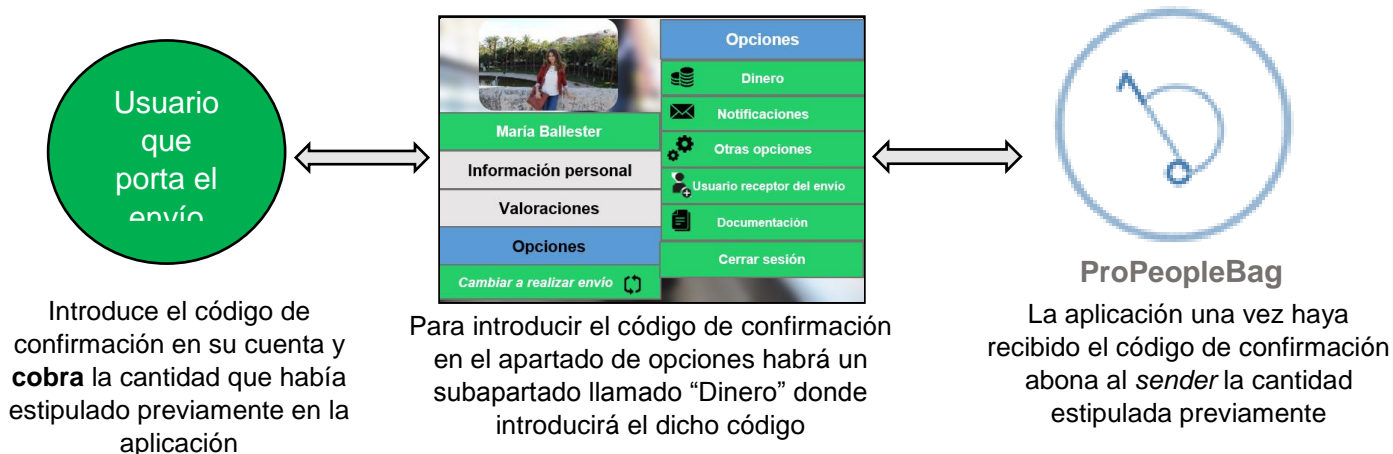 Usuario
que
porta el
envío
Introduce el código de
confirmación en su cuenta y
cobra la cantidad que había
estipulado previamente en la
aplicación
María Ballester
Información personal
Valoraciones
Opciones
Cambiar a realizar envío
Opciones
Dinero
Notificaciones
Otras opciones
Usuario receptor del envio
Documentación
Cerrar sesión
Para introducir el código de confirmación
en el apartado de opciones habrá un
subapartado llamado “Dinero” donde
introducirá el dicho código
ProPeopleBag
La aplicación una vez haya
recibido el código de confirmación
abona al sender la cantidad
estipulada previamente